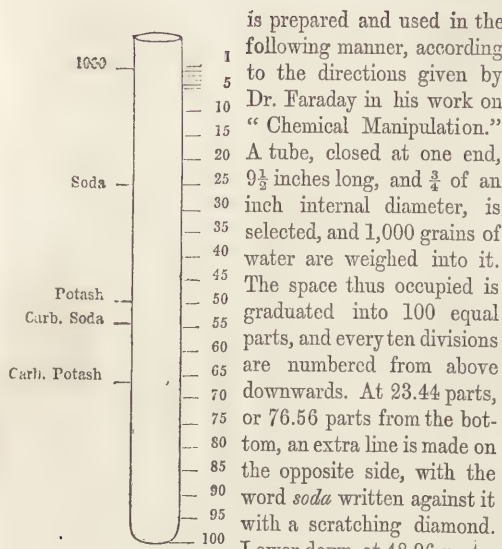 1000
Soda
Potash
Carb. Soda
Carb. Potash
1
5
10
15
20
25
30
35
40
45
50
55
60
65
70
75
80
85
90
95
100
is prepared and used in the
following manner, according
to the directions given by
Dr. Faraday in his work on
“ Chemical Manipulation.”
A tube, closed at one end,
9½ inches long, and ¾ of an
inch internal diameter, is
selected, and 1,000 grains of
water are weighed into it.
The space thus occupied is
graduated into 100 equal
parts, and every ten divisions
are numbered from above
downwards. At 23.44 parts,
or 76.56 parts from the bot-
tom, an extra line is made on
the opposite side, with the
word soda written against it
with a scratching diamond.
Lower down, at